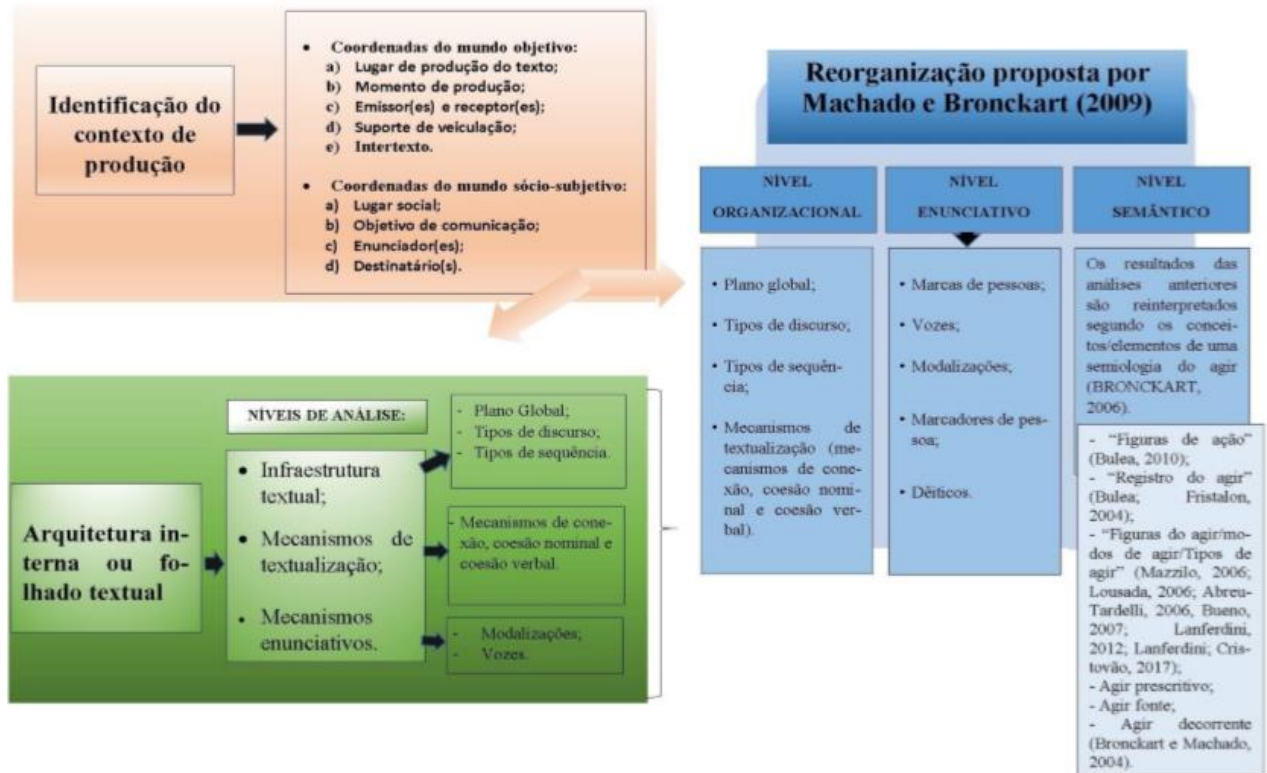 Identificação do
contexto de
produção
• Coordenadas do mundo objetivo:
a) Lugar de produção do texto;
b) Momento de produção;
c) Emissor(es) e receptor(es);
d) Suporte de veiculação;
e) Intertexto.
• Coordenadas do mundo sócio-subjetivo:
a) Lugar social;
b) Objetivo de comunicação;
c) Enunciador(es);
d) Destinatário(s).
Arquitetura in-
terna ou fo-
lhado textual
NÍVEIS DE ANÁLISE:
• Infraestrutura
textual;
• Mecanismos de
textualização;
• Mecanismos
enunciativos.
- Plano Global;
- Tipos de discurso;
- Tipos de sequência.
- Mecanismos de cone-
xão, coesão nominal e
coesão verbal.
- Modalizações;
- Vozes.
Reorganização proposta por
Machado e Bronckart (2009)
NÍVEL
ORGANIZACIONAL
• Plano global;
• Tipos de discurso;
• Tipos de sequên-
cia;
• Mecanismos de
textualização (me-
canismos de cone-
xão, coesão nomi-
nal e coesão ver-
bal).
NÍVEL
ENUNCIATIVO
• Marcas de pessoas;
• Vozes;
• Modalizações;
• Marcadores de pes-
soa;
• Dêiticos.
NÍVEL
SEMÂNTICO
Os resultados das
análises anteriores
são reinterpretados
segundo os concei-
tos/elementos de uma
semiologia do agir
(BRONCKART,
2006).
- “Figuras de ação”
(Bulea, 2010);
- “Registro do agir”
(Bulea; Fristalon,
2004);
- “Figuras do agir/mo-
dos de agir/Tipos de
agir” (Mazzilo, 2006;
Lousada, 2006; Abreu-
Tardelli, 2006, Bueno,
2007; Lanferdini,
2012; Lanferdini; Cris-
tovão, 2017);
- Agir prescritivo;
- Agir fonte;
- Agir decorrente
(Bronckart e Machado,
2004).